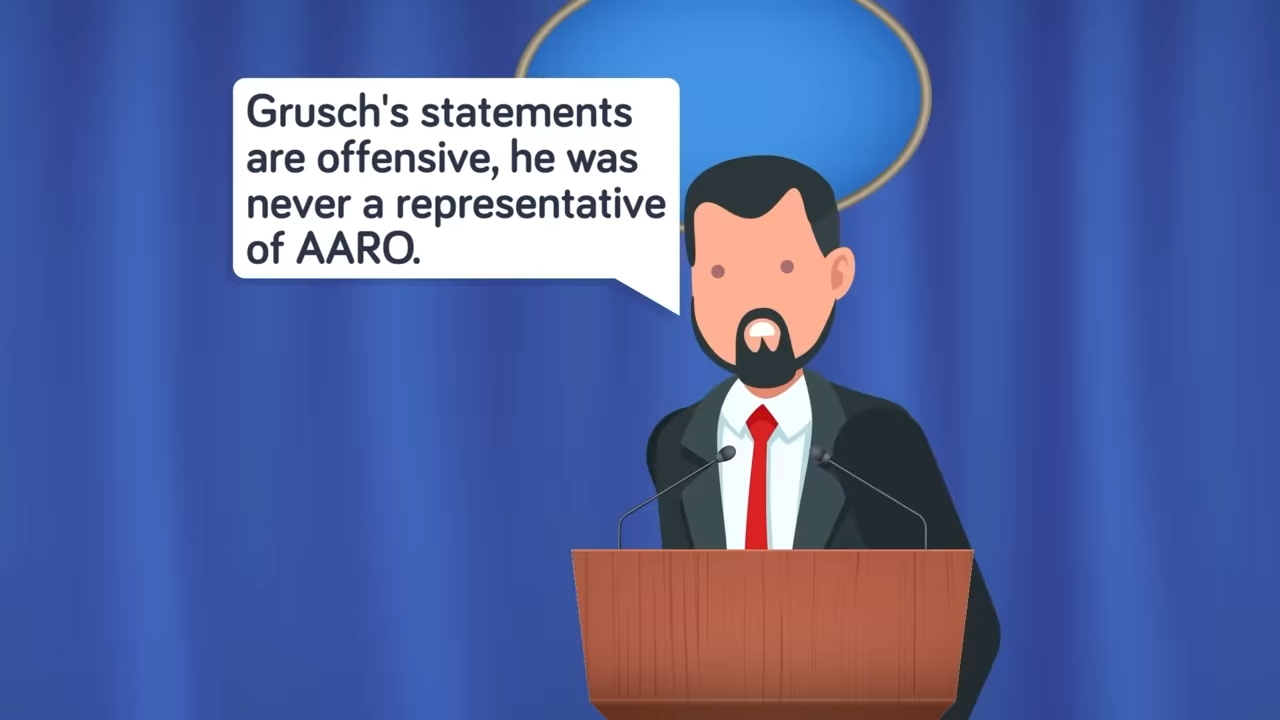 Grusch's statements
are offensive, he was
never a representative
of AARO.